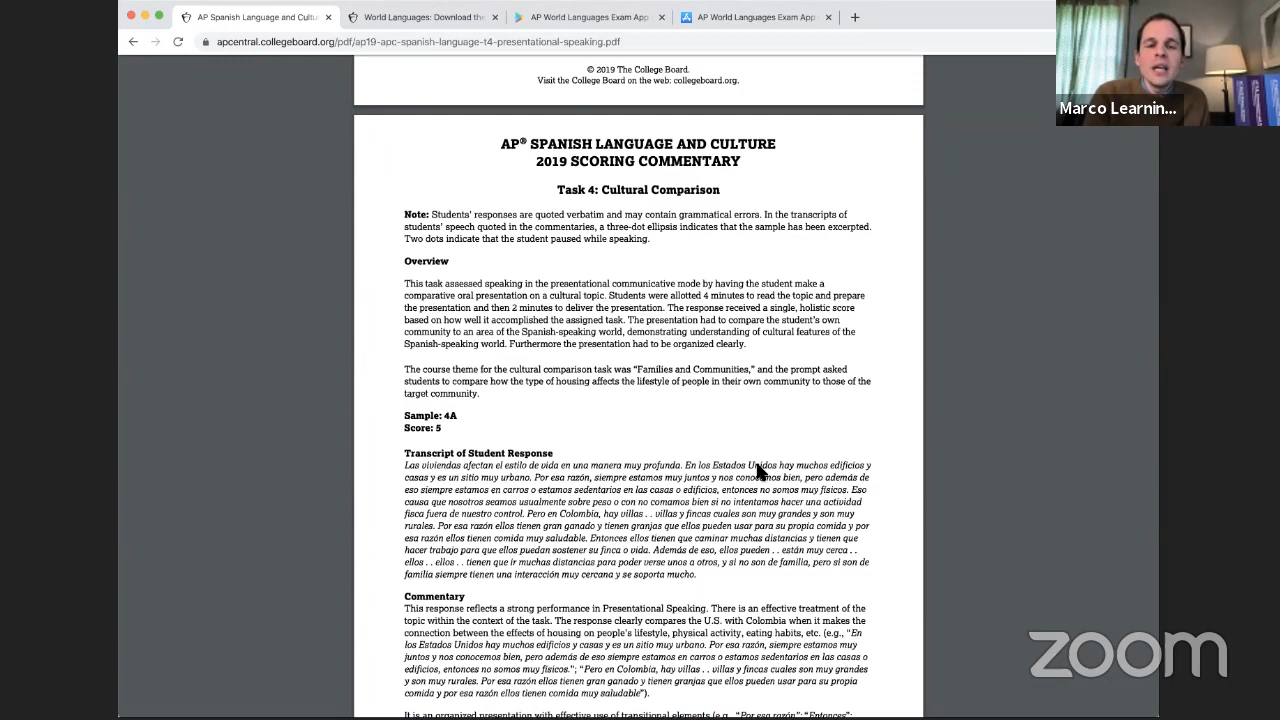 AP Spanish Language and Cultu
World Languages: Download the
AP World Languages Exam App
AP World Languages Exam App
apcentral.collegeboard.org/pdf/ap19-apc-spanish-language-t4-presentational-speaking.pdf
Marco Learnin...
© 2019 The College Board.
Visit the College Board on the web: collegeboard.org.
AP® SPANISH LANGUAGE AND CULTURE
2019 SCORING COMMENTARY
Task 4: Cultural Comparison
Note: Students' responses are quoted verbatim and may contain grammatical errors. In the transcripts of
students' speech quoted in the commentaries, a three-dot ellipsis indicates that the sample has been excerpted.
Two dots indicate that the student paused while speaking.
Overview
This task assessed speaking in the presentational communicative mode by having the student make a
comparative oral presentation on a cultural topic. Students were allotted 4 minutes to read the topic and prepare
the presentation and then 2 minutes to deliver the presentation. The response received a single, holistic score
based on how well it accomplished the assigned task. The presentation had to compare the student's own
community to an area of the Spanish-speaking world, demonstrating understanding of cultural features of the
Spanish-speaking world. Furthermore the presentation had to be organized clearly.
The course theme for the cultural comparison task was "Families and Communities," and the prompt asked
students to compare how the type of housing affects the lifestyle of people in their own community to those of the
target community.
Sample: 4A
Score: 5
Transcript of Student Response
Las viviendas afectan el estilo de vida en una manera muy profunda. En los Estados Unidos hay muchos edificios y
casas y es un sitio muy urbano. Por esa razón, siempre estamos muy juntos y nos conocemos bien, pero además de
eso siempre estamos en carros o estamos sedentarios en las casas o edificios, entonces no somos muy físicos. Eso
causa que nosotros seamos usualmente sobre peso o con no comamos bien si no intentamos hacer una actividad
fisca fuera de nuestro control. Pero en Colombia, hay villas . . villas y fincas cuales son muy grandes y son muy
rurales. Por esa razón ellos tienen gran ganado y tienen granjas que ellos pueden usar para su propia comida y por
esa razón ellos tienen comida muy saludable. Entonces ellos tienen que caminar muchas distancias y tienen que
hacer trabajo para que ellos puedan sostener su finca o vida. Además de eso, ellos pueden . . están muy cerca . .
ellos . . ellos . . tienen que ir muchas distancias para poder verse unos a otros, y si no son de familia, pero si son de
familia siempre tienen una interacción muy cercana y se soporta mucho.
Commentary
This response reflects a strong performance in Presentational Speaking. There is an effective treatment of the
topic within the context of the task. The response clearly compares the U.S. with Colombia when it makes the
connection between the effects of housing on people's lifestyle, physical activity, eating habits, etc. (e.g., "En
los Estados Unidos hay muchos edificios y casas y es un sitio muy urbano. Por esa razón, siempre estamos muy
juntos y nos conocemos bien, pero además de eso siempre estamos en carros o estamos sedentarios en las casas o
edificios, entonces no somos muy físicos."; "Pero en Colombia, hay villas . . villas y fincas cuales son muy grandes
y son muy rurales. Por esa razón ellos tienen gran ganado y tienen granjas que ellos pueden usar para su propia
comida y por esa razón ellos tienen comida muy saludable").
It is an organized presentation with effective use of transitional elements (e.g., "Por esa razón"; "Entonces";
zoom